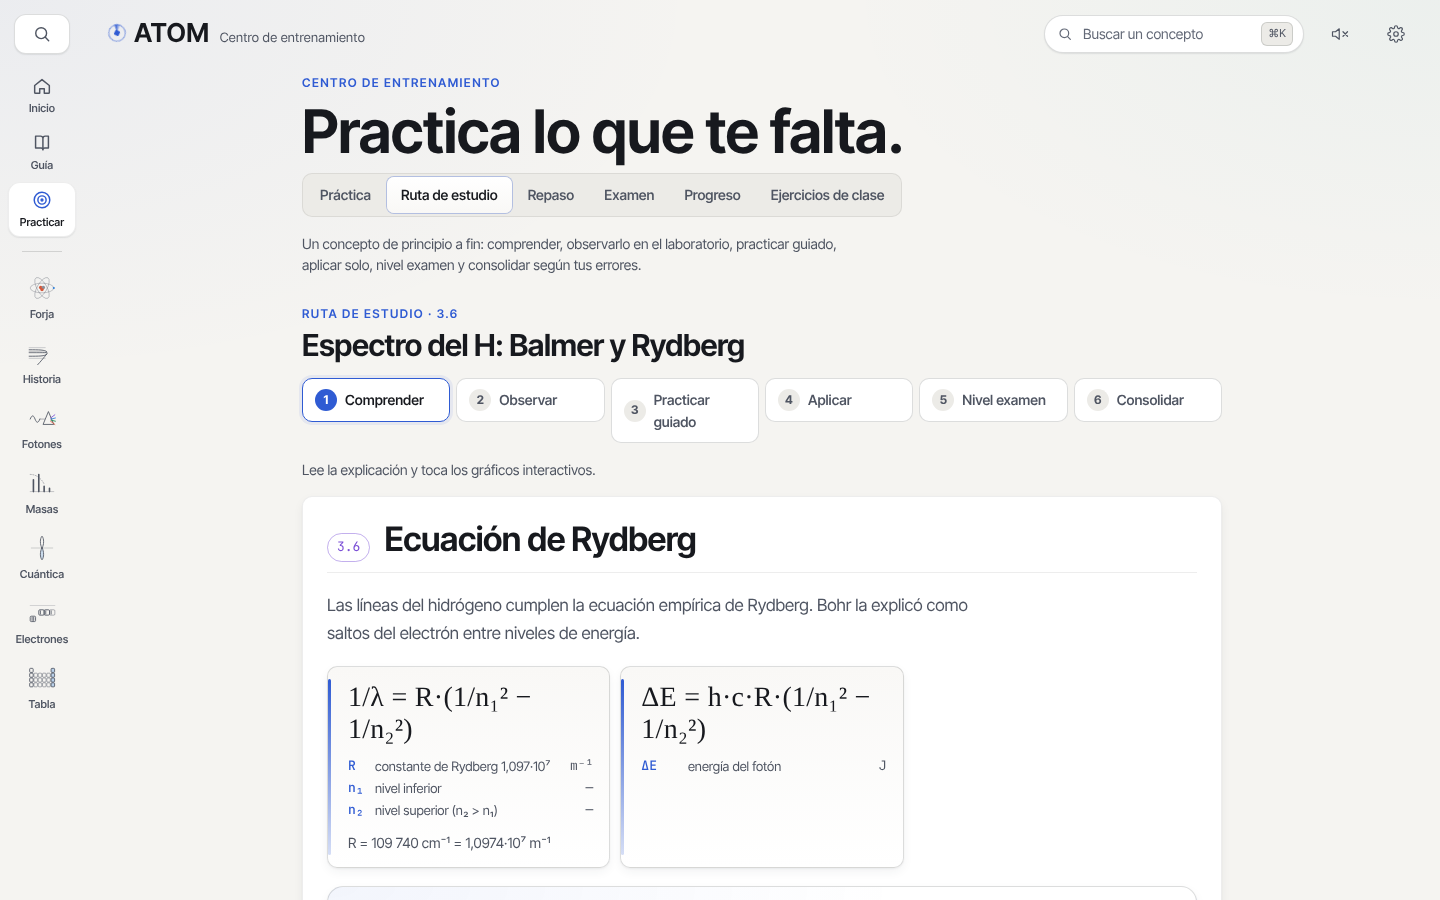 ATOM Centro de entrenamiento
Buscar un concepto ⌘K
Inicio
Guía
Practicar
Forja
Historia
Fotones
Masas
Cuántica
Electrones
Tabla
CENTRO DE ENTRENAMIENTO
Practica lo que te falta.
Práctica Ruta de estudio Repaso Examen Progreso Ejercicios de clase
Un concepto de principio a fin: comprender, observarlo en el laboratorio, practicar guiado,
aplicar solo, nivel examen y consolidar según tus errores.
RUTA DE ESTUDIO · 3.6
Espectro del H: Balmer y Rydberg
1 Comprender
2 Observar
3 Practicar
guiado
4 Aplicar
5 Nivel examen
6 Consolidar
Lee la explicación y toca los gráficos interactivos.
3.6 Ecuación de Rydberg
Las líneas del hidrógeno cumplen la ecuación empírica de Rydberg. Bohr la explicó como
saltos del electrón entre niveles de energía.
1/λ = R·(1/n₁² −
1/n₂²)
R constante de Rydberg 1,097·10⁷ m⁻¹
n₁ nivel inferior —
n₂ nivel superior (n₂ > n₁) —
R = 109 740 cm⁻¹ = 1,0974·10⁷ m⁻¹
ΔE = h·c·R·(1/n₁² −
1/n₂²)
ΔE energía del fotón J